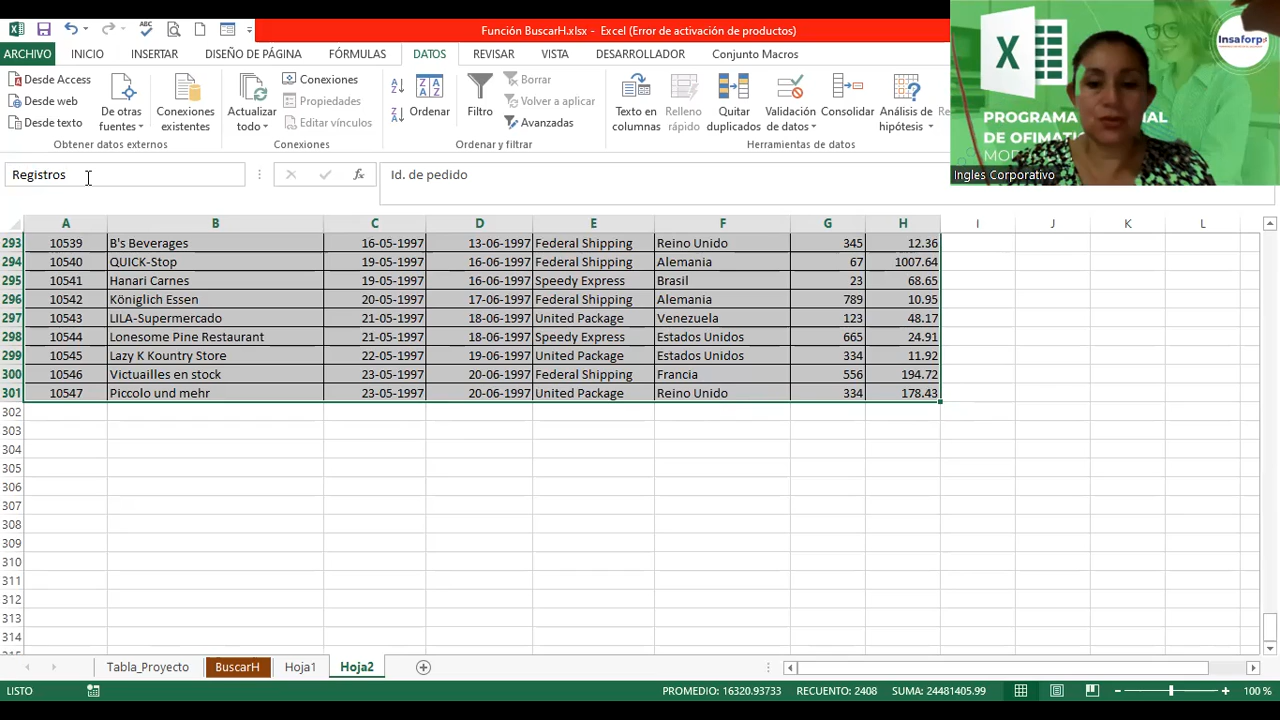 Función BuscarH.xlsx - Excel (Error de activación de productos)
ARCHIVO INICIO INSERTAR DISEÑO DE PÁGINA FÓRMULAS DATOS REVISAR VISTA DESARROLLADOR Conjunto Macros
Desde Access
Desde web
Desde texto
De otras fuentes
Conexiones existentes
Obtener datos externos
Actualizar todo
Conexiones
Propiedades
Editar vínculos
Conexiones
Ordenar
Filtro
Borrar
Volver a aplicar
Avanzadas
Ordenar y filtrar
Texto en columnas
Relleno rápido
Quitar duplicados
Validación de datos
Consolidar
Análisis de hipótesis
Herramientas de datos
Insaforp
PROGRAMA
DE OFIMATI
Ingles Corporativo
Registros
Id. de pedido
A B C D E F G H I J K L
293 10539 B's Beverages 16-05-1997 13-06-1997 Federal Shipping Reino Unido 345 12.36
294 10540 QUICK-Stop 19-05-1997 16-06-1997 Federal Shipping Alemania 67 1007.64
295 10541 Hanari Carnes 19-05-1997 16-06-1997 Speedy Express Brasil 23 68.65
296 10542 Königlich Essen 20-05-1997 17-06-1997 Federal Shipping Alemania 789 10.95
297 10543 LILA-Supermercado 21-05-1997 18-06-1997 United Package Venezuela 123 48.17
298 10544 Lonesome Pine Restaurant 21-05-1997 18-06-1997 Speedy Express Estados Unidos 665 24.91
299 10545 Lazy K Kountry Store 22-05-1997 19-06-1997 United Package Estados Unidos 334 11.92
300 10546 Victuailles en stock 23-05-1997 20-06-1997 Federal Shipping Francia 556 194.72
301 10547 Piccolo und mehr 23-05-1997 20-06-1997 United Package Reino Unido 334 178.43
302
303
304
305
306
307
308
309
310
311
312
313
314
Tabla_Proyecto BuscarH Hoja1 Hoja2
LISTO PROMEDIO: 16320.93733 RECUENTO: 2408 SUMA: 24481405.99 100 %